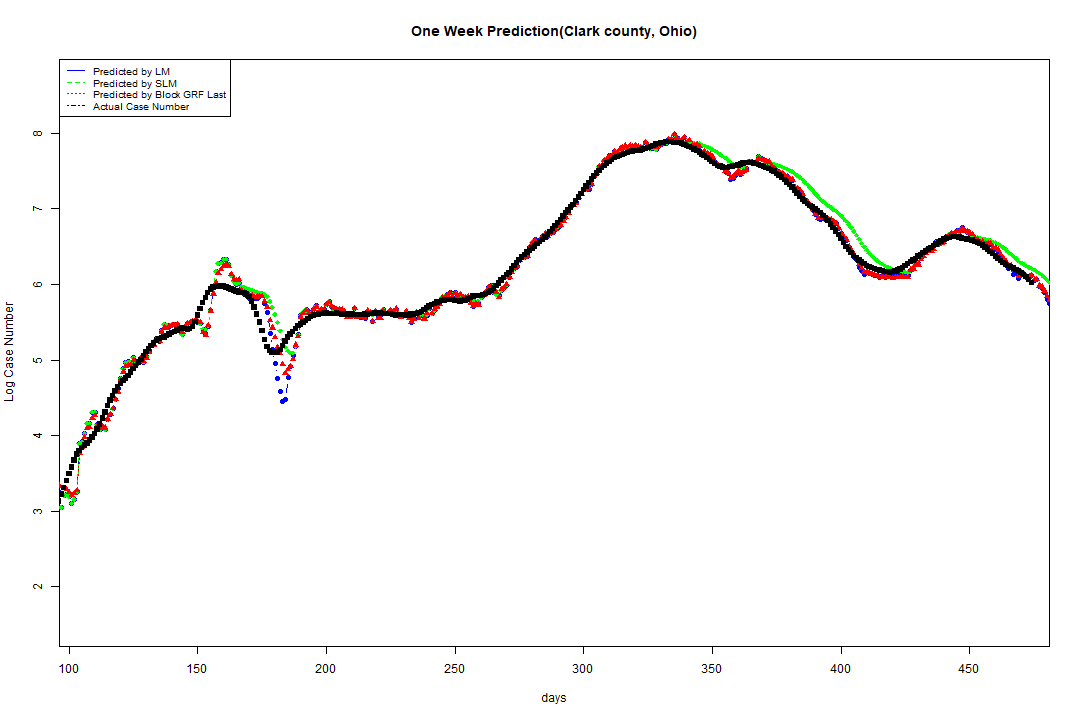 One Week Prediction(Clark county, Ohio)
Predicted by LM
Predicted by SLM
Predicted by Block GRF Last
Actual Case Number
8
7
6
5
4
3
2
Log Case Number
100 150 200 250 300 350 400 450
days